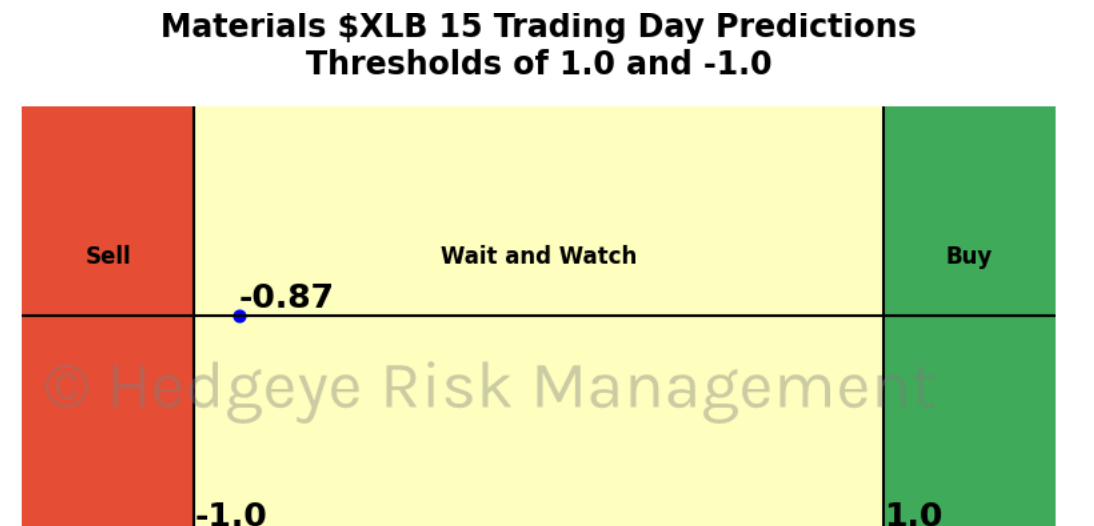 Materials $XLB 15 Trading Day Predictions
Thresholds of 1.0 and -1.0
Sell
Wait and Watch
Buy
-0.87
© Hedgeye Risk Management
-1.0
1.0